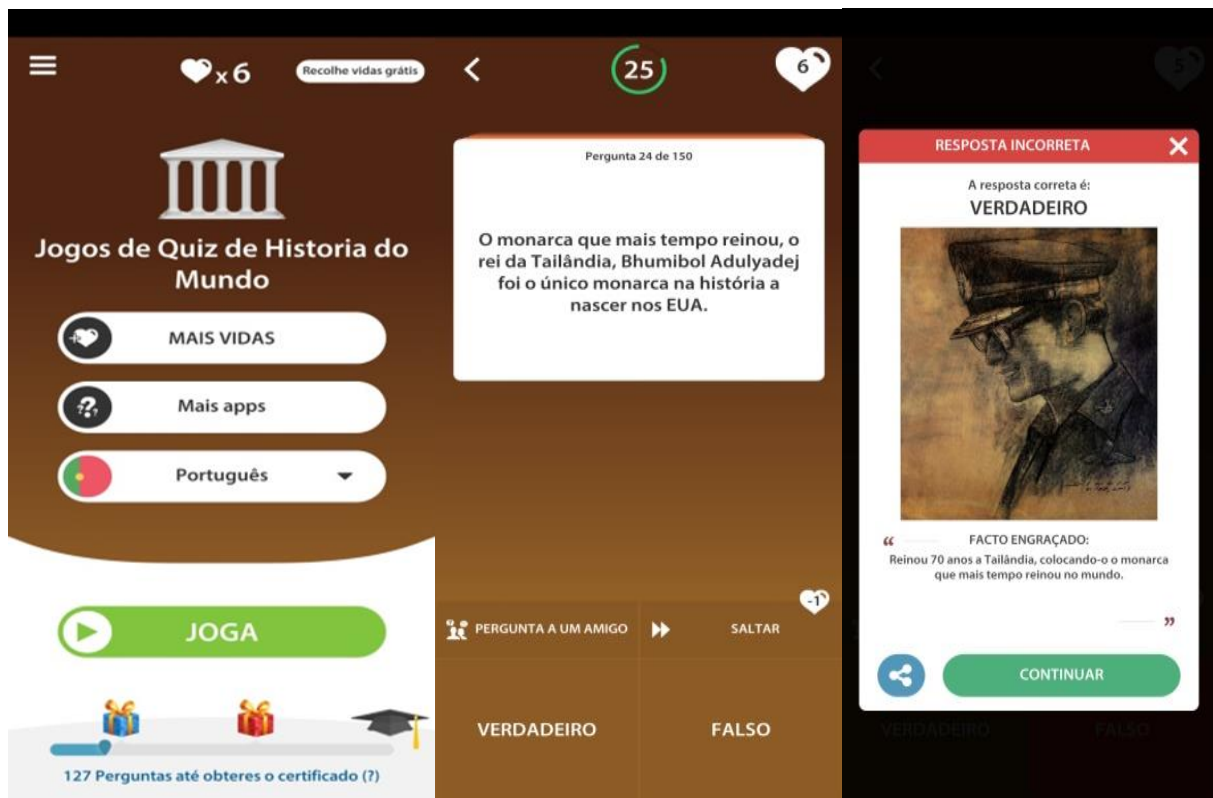 x 6
Recolhe vidas grátis
Jogos de Quiz de Historia do
Mundo
MAIS VIDAS
Mais apps
Português
JOGA
127 Perguntas até obteres o certificado (?)
25
6
Pergunta 24 de 150
O monarca que mais tempo reinou, o
rei da Tailândia, Bhumibol Adulyadej
foi o único monarca na história a
nascer nos EUA.
-1
PERGUNTA A UM AMIGO
SALTAR
VERDADEIRO
FALSO
5
RESPOSTA INCORRETA
A resposta correta é:
VERDADEIRO
“
FACTO ENGRAÇADO:
Reinou 70 anos a Tailândia, colocando-o o monarca
que mais tempo reinou no mundo.
”
CONTINUAR
VERDADEIRO
FALSO